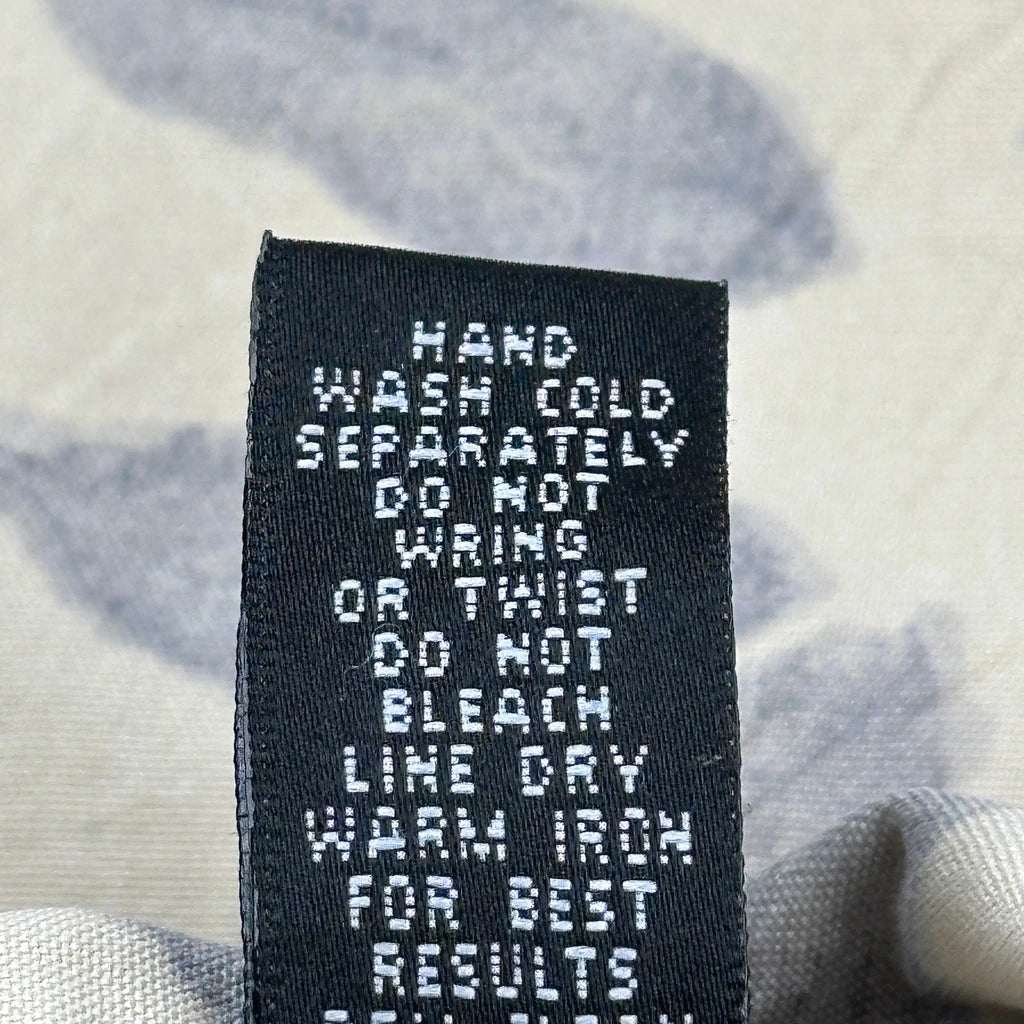 HAND
WASH COLD
SEPARATELY
DO NOT
WRING
OR TWIST
DO NOT
BLEACH
LINE DRY
WARM IRON
FOR BEST
RESULTS